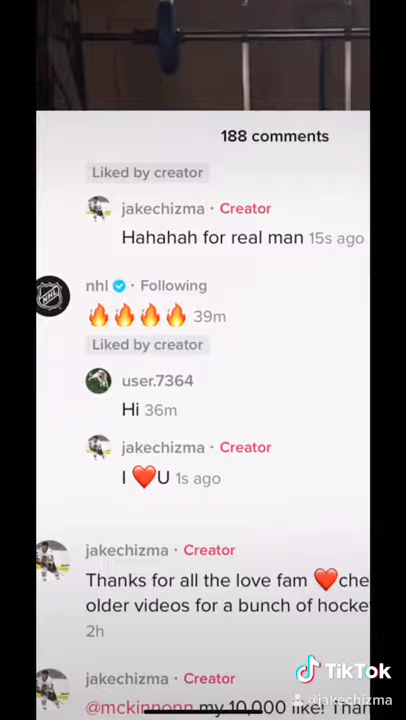 188 comments
Liked by creator
jakechizma · Creator
Hahahah for real man 15s ago
NHL
nhl · Following
🔥🔥🔥🔥 39m
Liked by creator
user.7364
Hi 36m
jakechizma · Creator
I ❤️U 1s ago
jakechizma · Creator
Thanks for all the love fam ❤️che
older videos for a bunch of hocke
2h
jakechizma · Creator
@mckinnonn my 10,000 like! Than
TikTok
@jakechizma